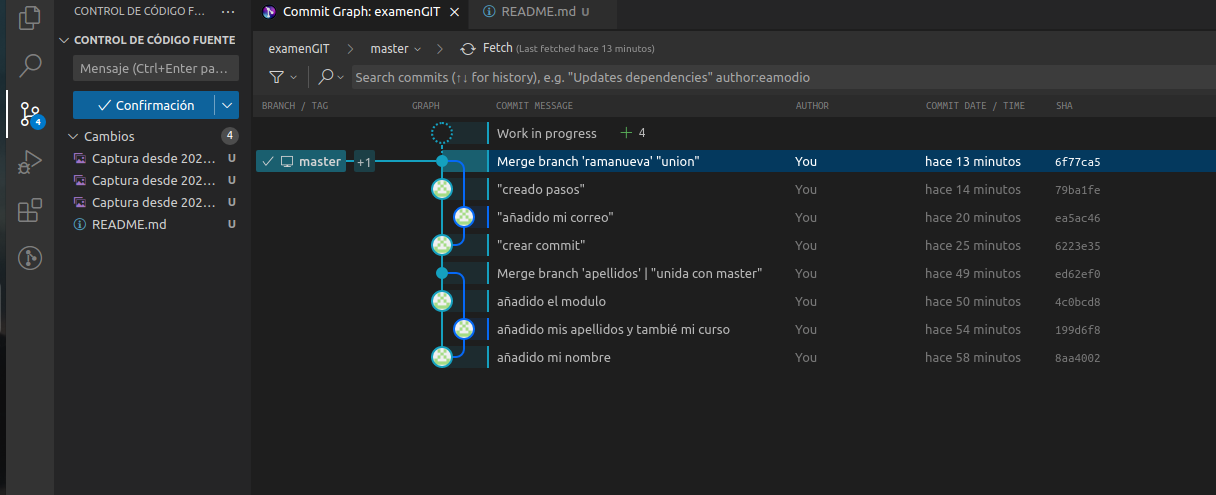 CONTROL DE CÓDIGO F... ···
CONTROL DE CÓDIGO FUENTE
Mensaje (Ctrl+Enter pa...
Confirmación
Cambios 4
Captura desde 202... U
Captura desde 202... U
Captura desde 202... U
README.md U
4
Commit Graph: examenGIT
README.md U
examenGIT > master > Fetch (Last fetched hace 13 minutos)
Search commits (↑↓ for history), e.g. "Updates dependencies" author:eamodio
BRANCH / TAG GRAPH COMMIT MESSAGE AUTHOR COMMIT DATE / TIME SHA
Work in progress + 4
master +1 Merge branch 'ramanueva' "union" You hace 13 minutos 6f77ca5
"creado pasos" You hace 14 minutos 79ba1fe
"añadido mi correo" You hace 20 minutos ea5ac46
"crear commit" You hace 25 minutos 6223e35
Merge branch 'apellidos' | "unida con master" You hace 49 minutos ed62ef0
añadido el modulo You hace 50 minutos 4c0bcd8
añadido mis apellidos y tambié mi curso You hace 54 minutos 199d6f8
añadido mi nombre You hace 58 minutos 8aa4002